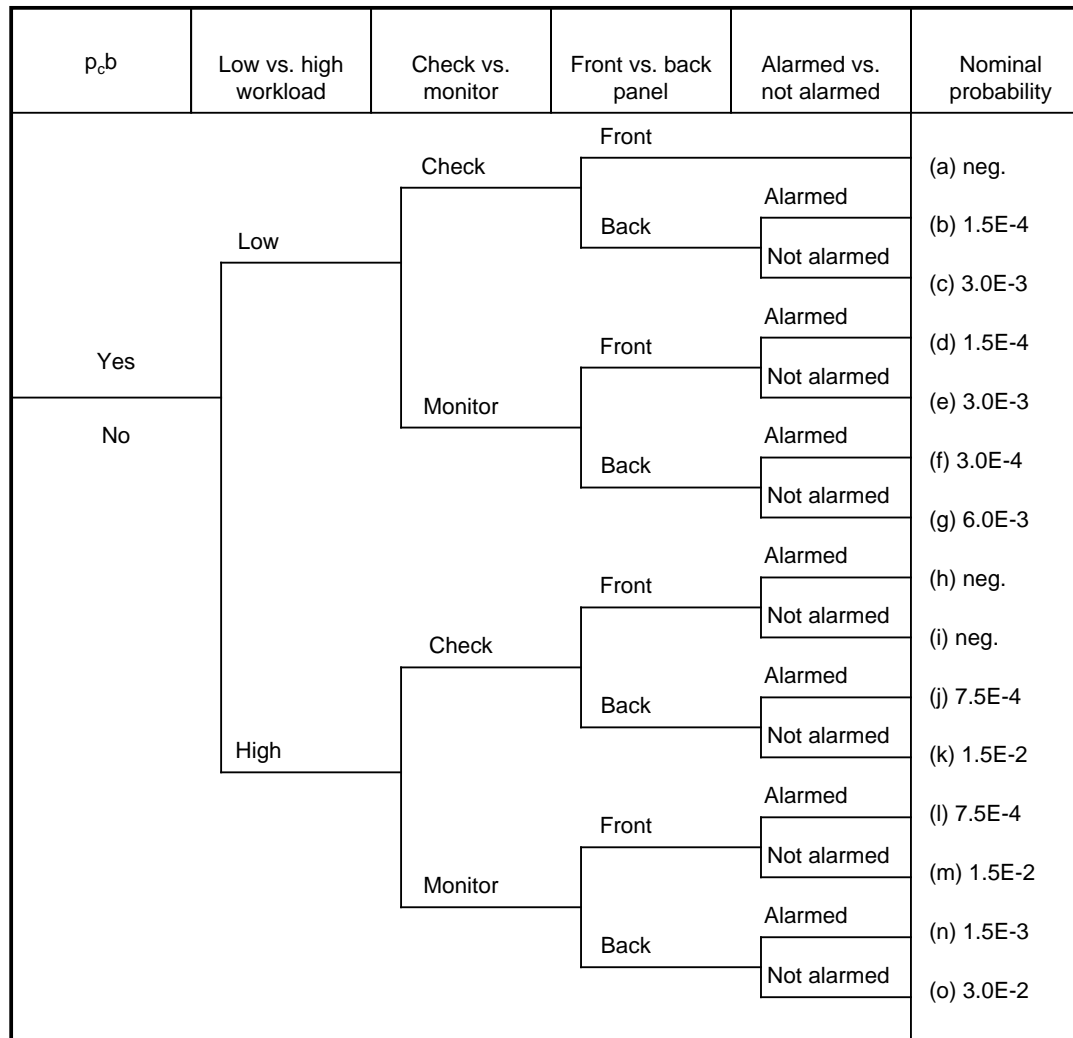 p_cb
Low vs. high
workload
Check vs.
monitor
Front vs. back
panel
Alarmed vs.
not alarmed
Nominal
probability
Front
Check
(a) neg.
Alarmed
Back
(b) 1.5E-4
Low
Not alarmed
(c) 3.0E-3
Alarmed
Front
(d) 1.5E-4
Yes
Not alarmed
(e) 3.0E-3
Monitor
No
Alarmed
(f) 3.0E-4
Back
Not alarmed
(g) 6.0E-3
Alarmed
Front
(h) neg.
Not alarmed
(i) neg.
Check
Alarmed
(j) 7.5E-4
Back
Not alarmed
High
(k) 1.5E-2
Alarmed
(l) 7.5E-4
Front
Not alarmed
(m) 1.5E-2
Monitor
Alarmed
(n) 1.5E-3
Back
Not alarmed
(o) 3.0E-2